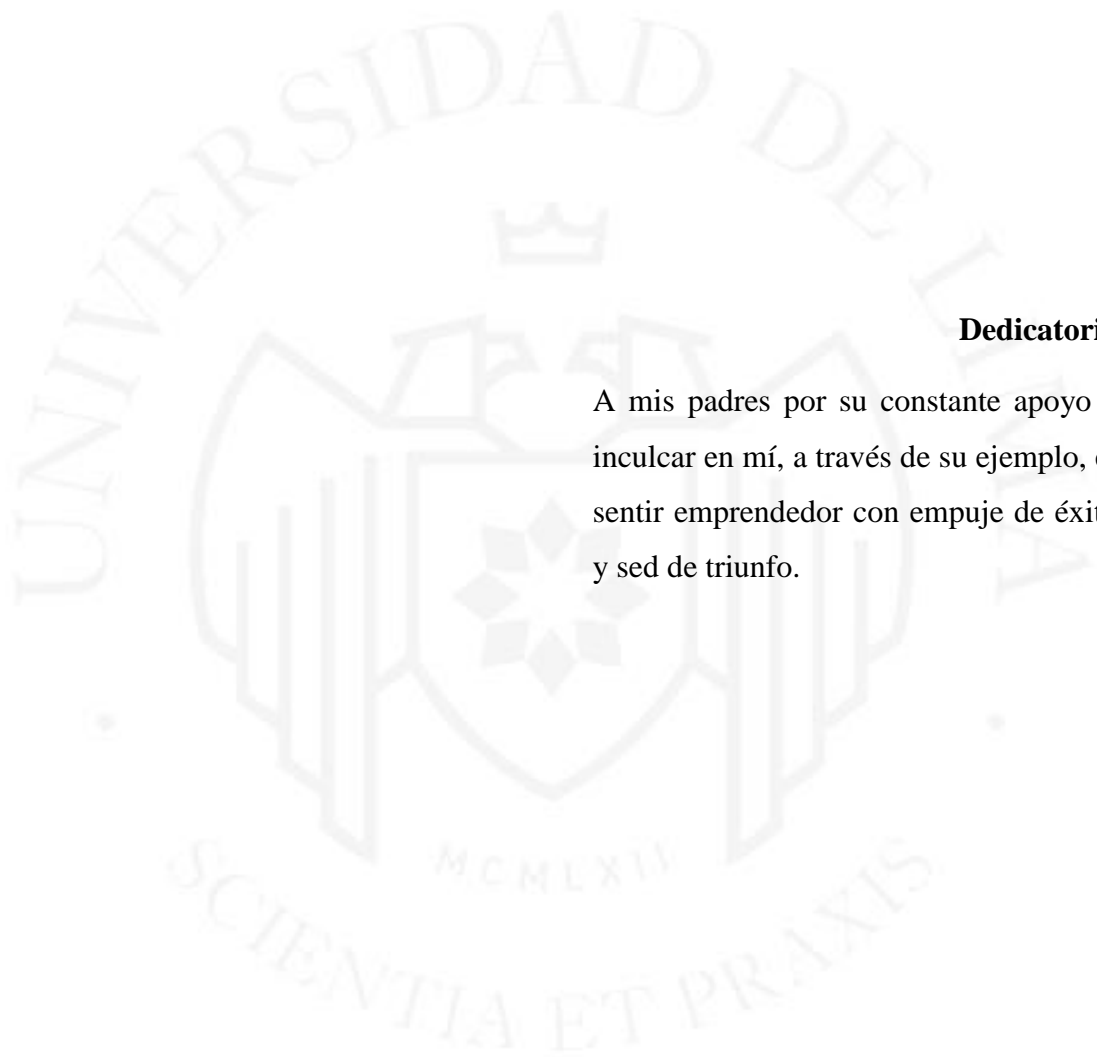 UNIVERSIDAD DE LIMA
Dedicatori
A mis padres por su constante apoyo
inculcar en mí, a través de su ejemplo,
sentir emprendedor con empuje de éxit
y sed de triunfo.
MCMLXII
SCIENTIA ET PRAXIS